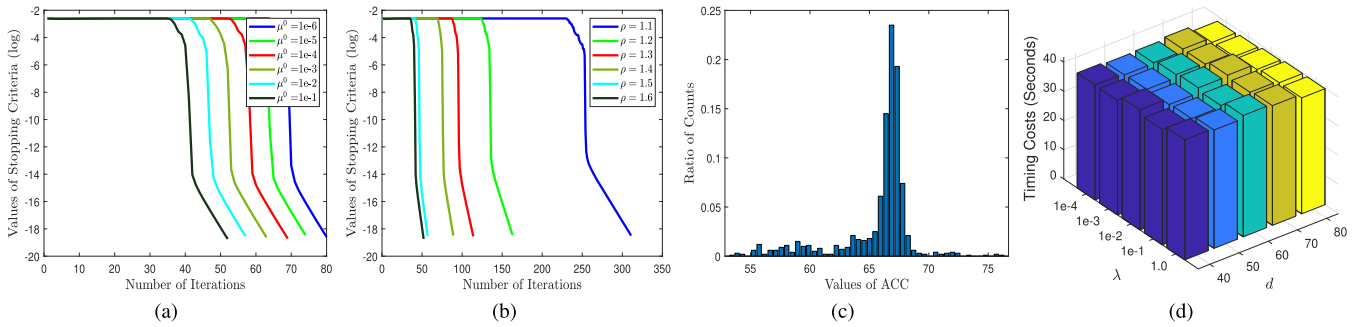 -2
-4
-6
-8
-10
-12
-14
-16
-18
-20
Values of Stopping Criteria (log)
μ⁰ =1e-6
μ⁰ =1e-5
μ⁰ =1e-4
μ⁰ =1e-3
μ⁰ =1e-2
μ⁰ =1e-1
0 10 20 30 40 50 60 70 80
Number of Iterations
(a)
-2
-4
-6
-8
-10
-12
-14
-16
-18
-20
Values of Stopping Criteria (log)
ρ = 1.1
ρ = 1.2
ρ = 1.3
ρ = 1.4
ρ = 1.5
ρ = 1.6
0 50 100 150 200 250 300 350
Number of Iterations
(b)
0.25
0.2
0.15
0.1
0.05
0
Ratio of Counts
55 60 65 70 75
Values of ACC
(c)
40
30
20
10
0
Timing Costs (Seconds)
1e-4
1e-3
1e-2
1e-1
1.0
λ
40
50
60
70
80
d
(d)